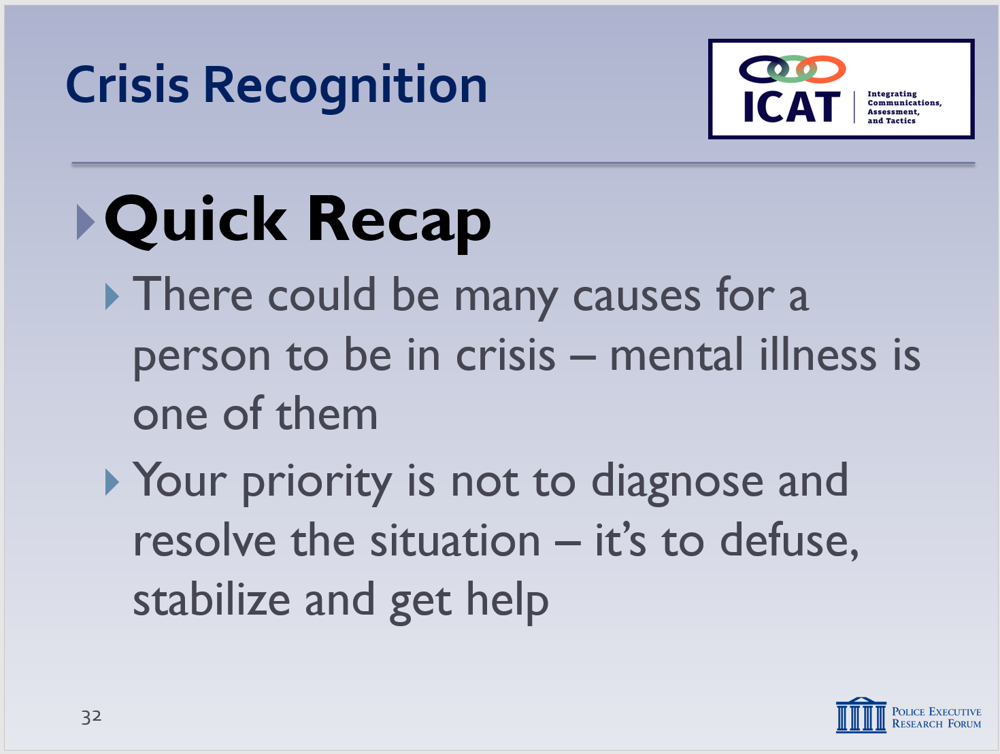 Crisis Recognition
ICAT
Integrating
Communications,
Assessment,
and Tactics
Quick Recap
There could be many causes for a
person to be in crisis – mental illness is
one of them
Your priority is not to diagnose and
resolve the situation – it’s to defuse,
stabilize and get help
32
POLICE EXECUTIVE
RESEARCH FORUM